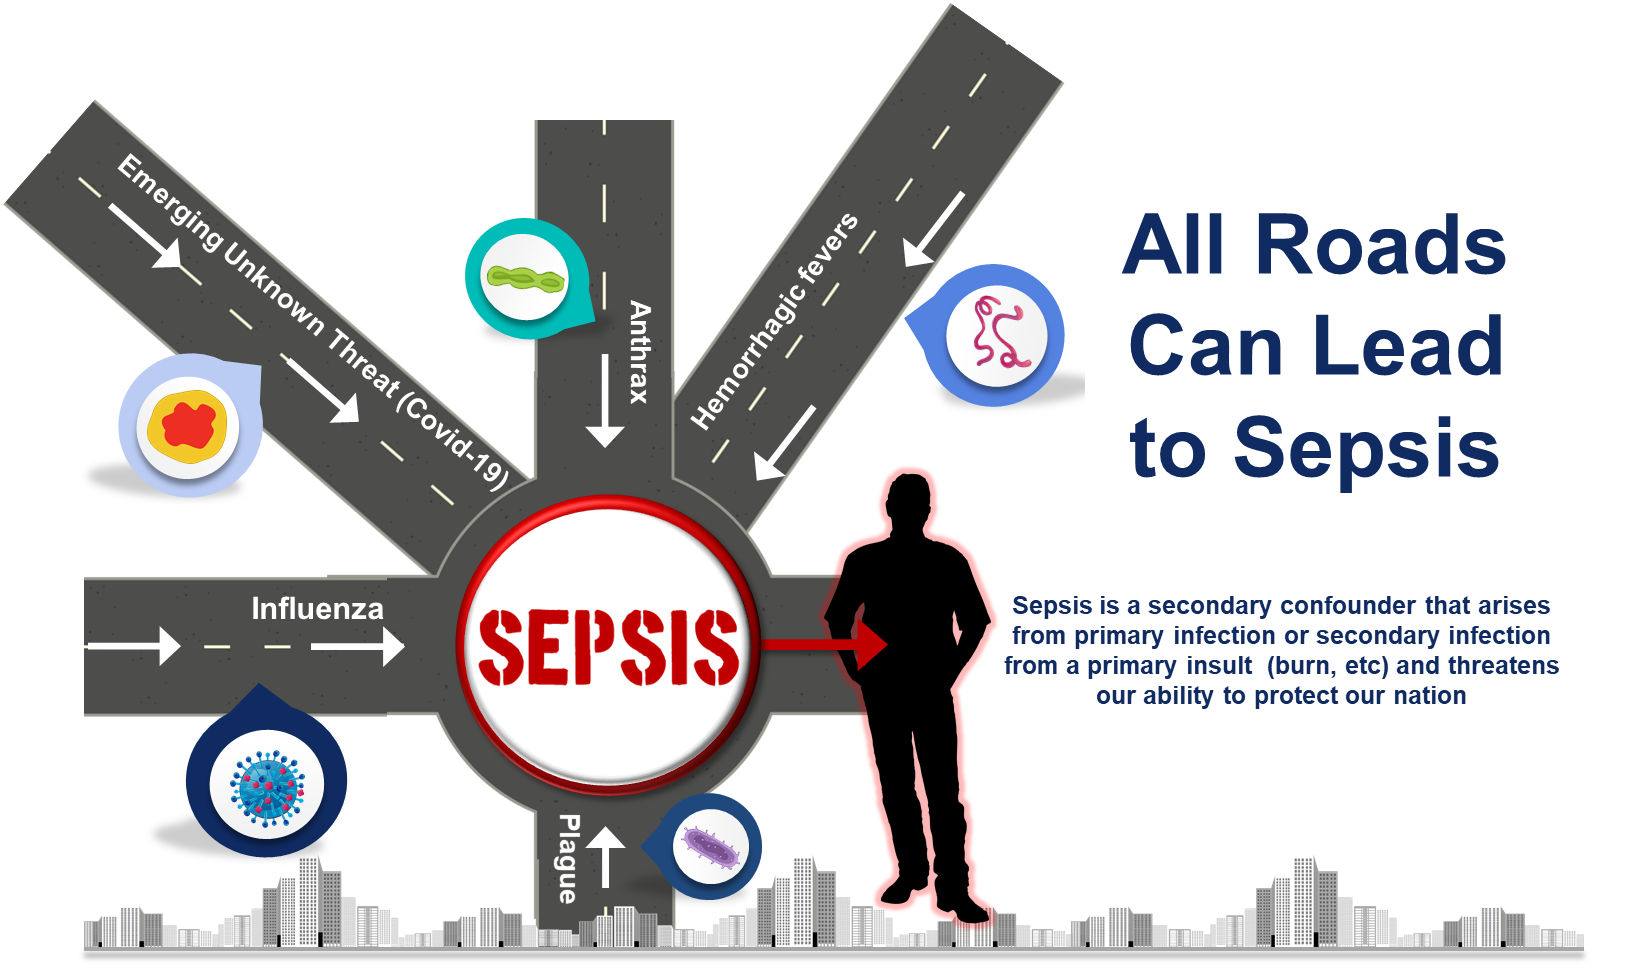 All Roads
Can Lead
to Sepsis
Emerging Unknown Threat (Covid-19)
Anthrax
Hemorrhagic fevers
Influenza
SEPSIS
Plague
Sepsis is a secondary confounder that arises
from primary infection or secondary infection
from a primary insult (burn, etc) and threatens
our ability to protect our nation